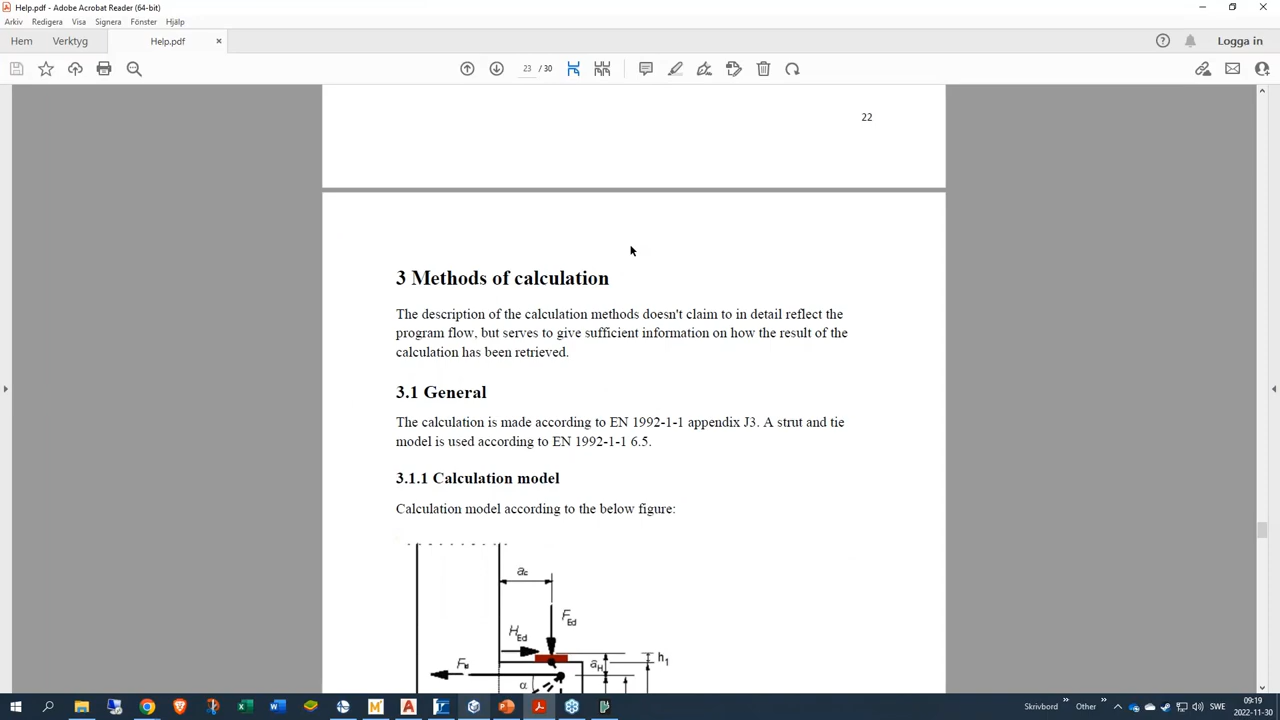 Help.pdf - Adobe Acrobat Reader (64-bit)
Arkiv Redigera Visa Signera Fönster Hjälp
Hem Verktyg Help.pdf × Logga in
23 / 30
22
3 Methods of calculation
The description of the calculation methods doesn't claim to in detail reflect the
program flow, but serves to give sufficient information on how the result of the
calculation has been retrieved.
3.1 General
The calculation is made according to EN 1992-1-1 appendix J3. A strut and tie
model is used according to EN 1992-1-1 6.5.
3.1.1 Calculation model
Calculation model according to the below figure:
ac
FEd
HEd
h1
aH
α
Skrivbord Other SWE 09:19
2022-11-30